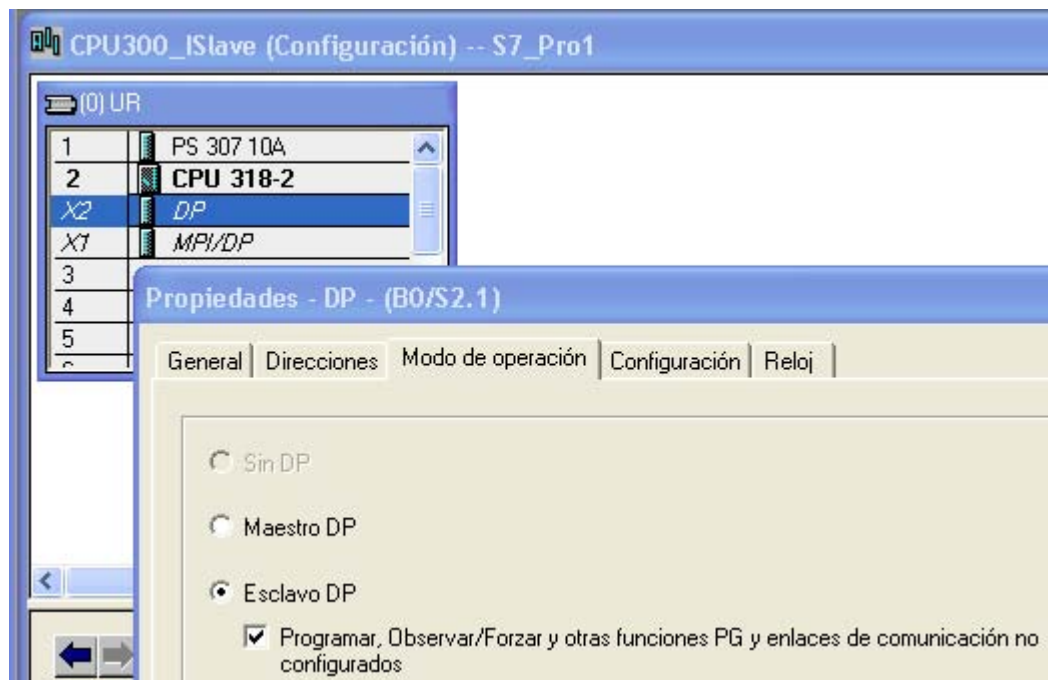 CPU300_ISlave (Configuración) -- S7_Pro1
(0) UR
1 PS 307 10A
2 CPU 318-2
X2 DP
X1 MPI/DP
3
4
5
Propiedades - DP - (B0/S2.1)
General Direcciones Modo de operación Configuración Reloj
Sin DP
Maestro DP
Esclavo DP
Programar, Observar/Forzar y otras funciones PG y enlaces de comunicación no
configurados